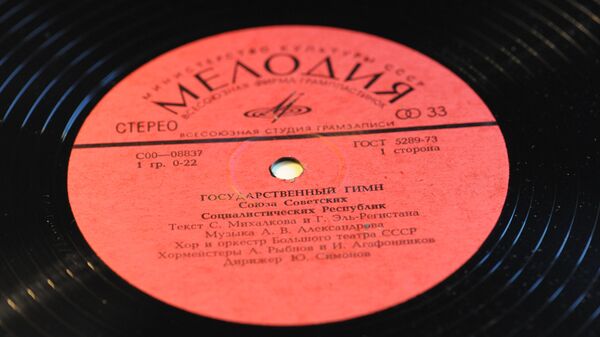 МИНИСТЕРСТВО КУЛЬТУРЫ СССР
МЕЛОДИЯ
ВСЕСОЮЗНАЯ ФИРМА ГРАМПЛАСТИНОК
СТЕРЕО 33
ВСЕСОЮЗНАЯ СТУДИЯ ГРАМЗАПИСИ
С00—08837 ГОСТ 5289-73
1 гр. 0-22 1 сторона
ГОСУДАРСТВЕННЫЙ ГИМН
Союза Советских
Социалистических Республик
Текст С. Михалкова и Г. Эль-Регистана
Музыка А. В. Александрова
Хор и оркестр Большого театра СССР
Хормейстеры А. Рыбнов и И. Агафонников
Дирижер Ю. Симонов